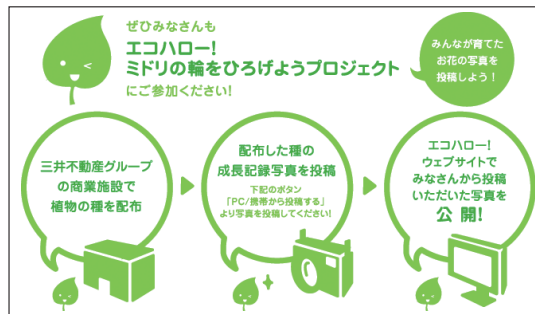 ぜひみなさんも
エコハロー!
ミドリの輪をひろげようプロジェクト
にご参加ください!
みんなが育てた
お花の写真を
投稿しよう!
三井不動産グループ
の商業施設で
植物の種を配布
配布した種の
成長記録写真を投稿
下記のボタン
「PC/携帯から投稿する」
より写真を投稿してください!
エコハロー!
ウェブサイトで
みなさんから投稿
いただいた写真を
公開!